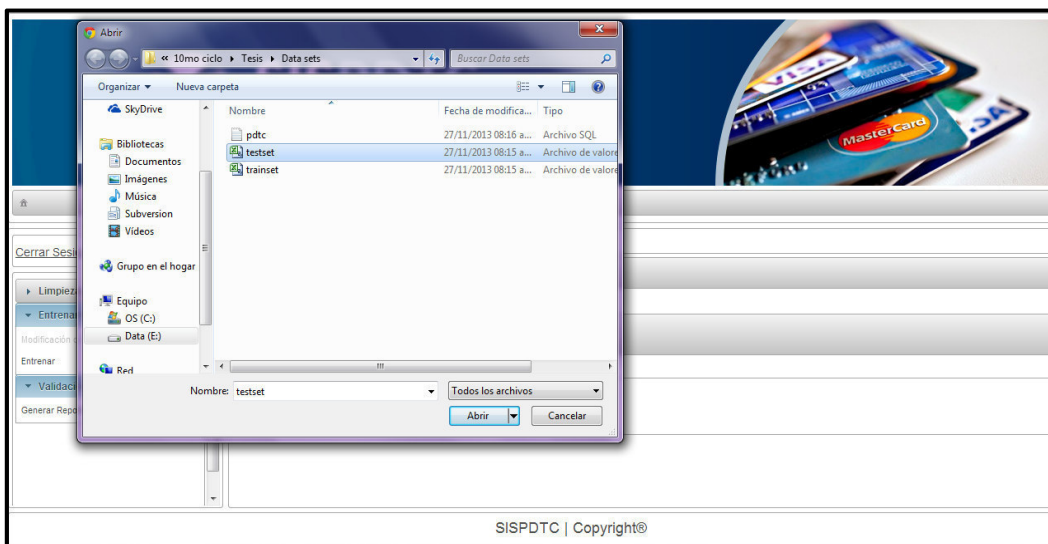 Abrir
« 10mo ciclo ▸ Tesis ▸ Data sets
Buscar Data sets
Organizar Nueva carpeta
SkyDrive
Bibliotecas
Documentos
Imágenes
Música
Subversion
Vídeos
Grupo en el hogar
Equipo
OS (C:)
Data (E:)
Red
Nombre Fecha de modifica... Tipo
pdtc 27/11/2013 08:16 a... Archivo SQL
testset 27/11/2013 08:15 a... Archivo de valore
trainset 27/11/2013 08:15 a... Archivo de valore
Nombre: testset Todos los archivos
Abrir Cancelar
VISA
MasterCard
VISA
Cerrar Sesi
Limpiez
Entrena
Modificación
Entrenar
Validaci
Generar Repo
SISPDTC | Copyright®